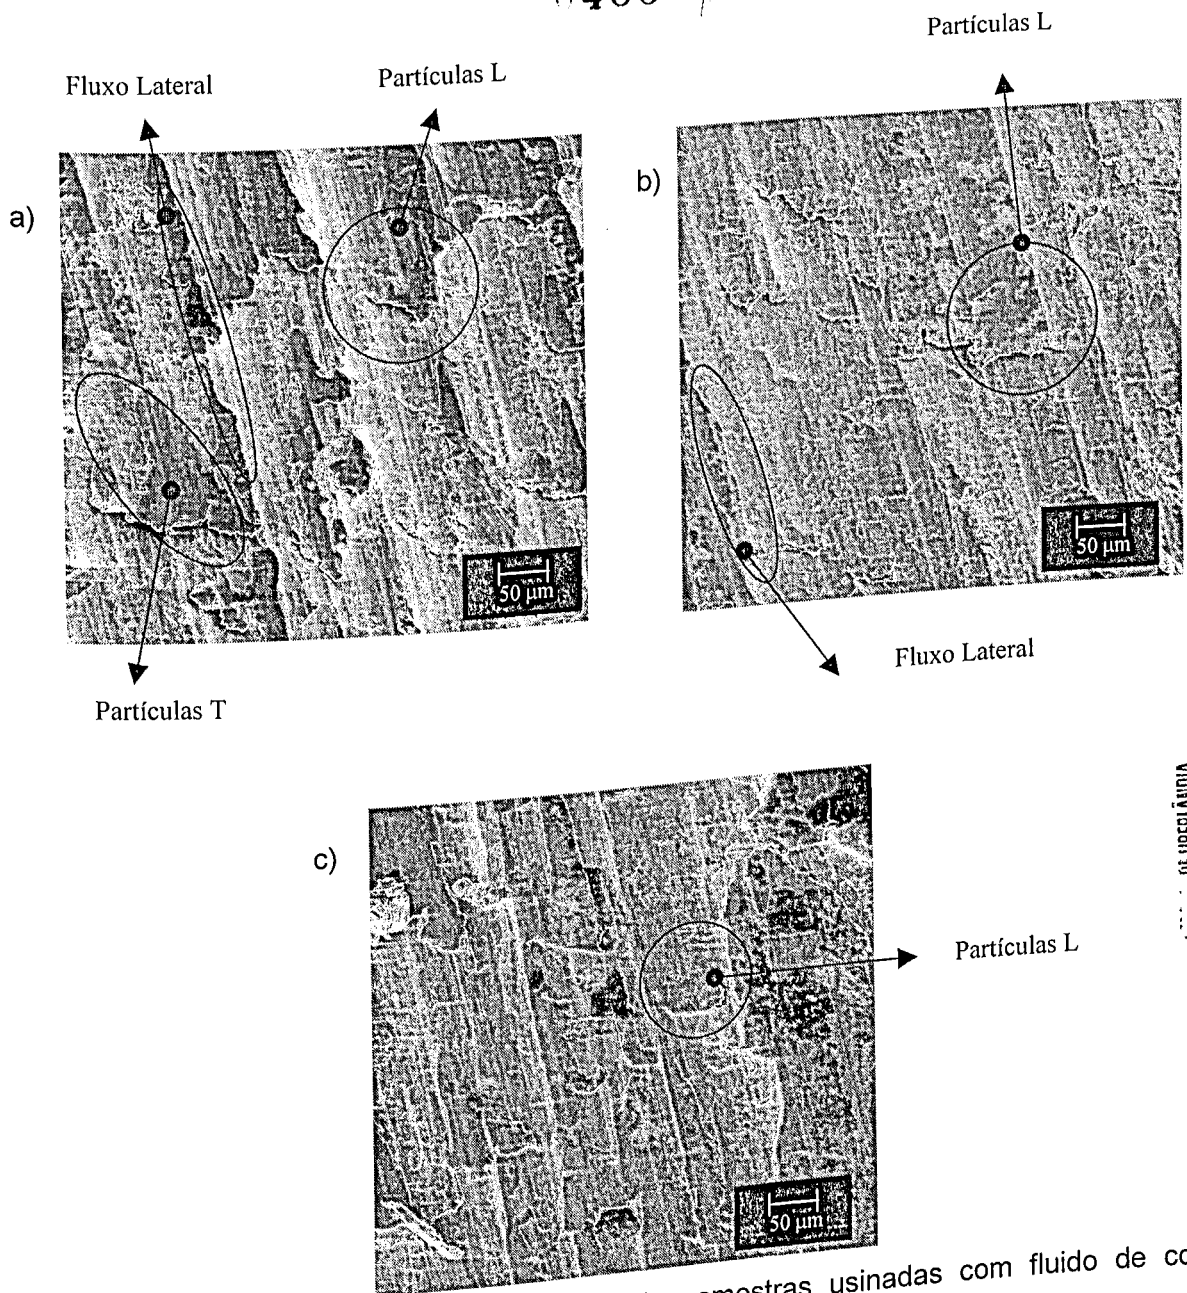 Partículas L
Fluxo Lateral
Partículas L
a)
b)
50 µm
50 µm
Fluxo Lateral
Partículas T
c)
Partículas L
50 µm
amostras usinadas com fluido de